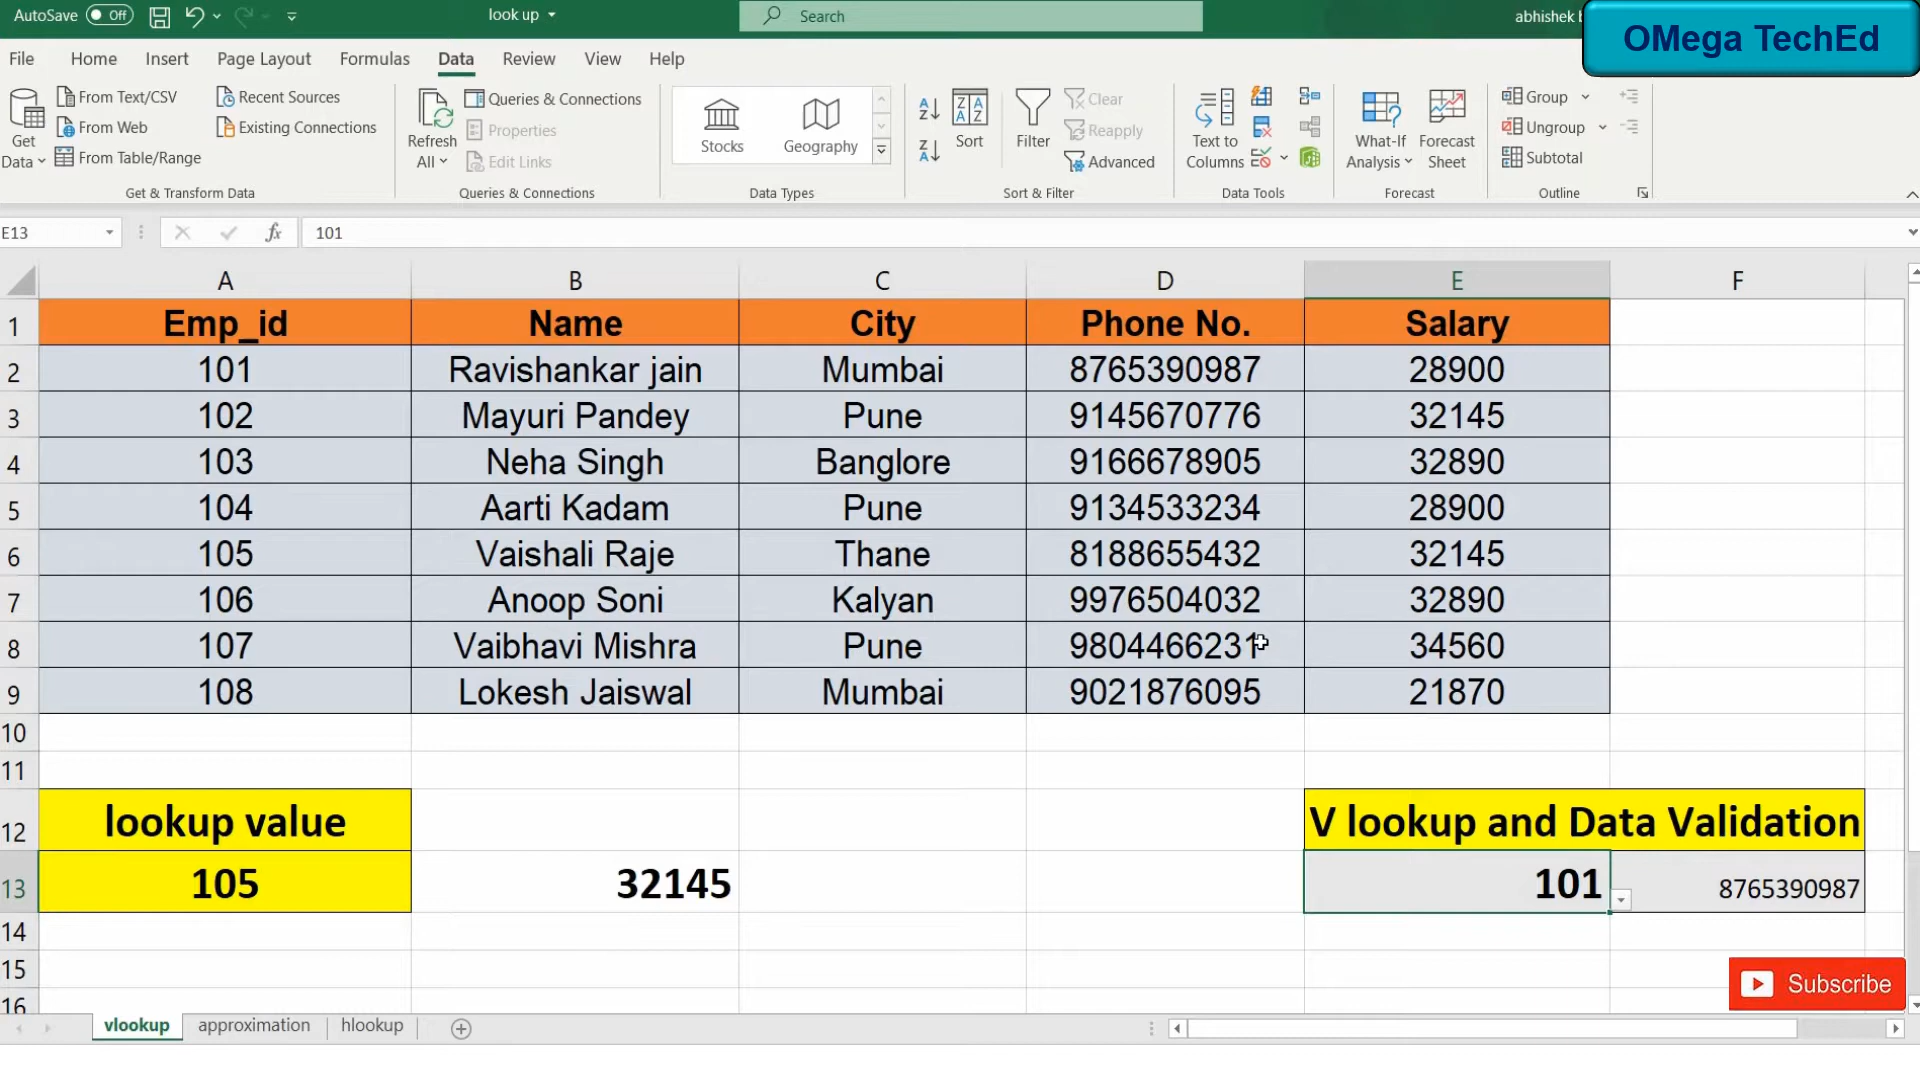 AutoSave Off look up Search abhishek b
OMega TechEd
File Home Insert Page Layout Formulas Data Review View Help
Get Data
From Text/CSV
From Web
From Table/Range
Recent Sources
Existing Connections
Get & Transform Data
Refresh All
Queries & Connections
Properties
Edit Links
Queries & Connections
Stocks Geography
Data Types
Sort Filter
Clear
Reapply
Advanced
Sort & Filter
Text to Columns
Data Tools
What-If Analysis
Forecast Sheet
Forecast
Group
Ungroup
Subtotal
Outline
E13 fx 101
A B C D E F
1 Emp_id Name City Phone No. Salary
2 101 Ravishankar jain Mumbai 8765390987 28900
3 102 Mayuri Pandey Pune 9145670776 32145
4 103 Neha Singh Banglore 9166678905 32890
5 104 Aarti Kadam Pune 9134533234 28900
6 105 Vaishali Raje Thane 8188655432 32145
7 106 Anoop Soni Kalyan 9976504032 32890
8 107 Vaibhavi Mishra Pune 9804466231 34560
9 108 Lokesh Jaiswal Mumbai 9021876095 21870
10
11
12 lookup value V lookup and Data Validation
13 105 32145 101 8765390987
14
15
16
Subscribe
vlookup approximation hlookup